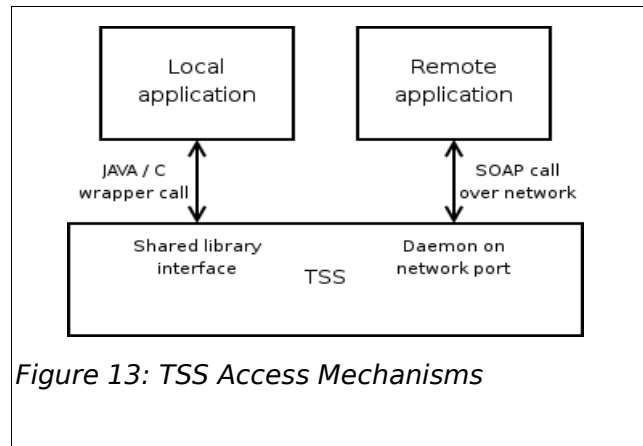 Local
application
Remote
application
JAVA / C
wrapper call
SOAP call
over network
Shared library
interface
TSS
Daemon on
network port
Figure 13: TSS Access Mechanisms